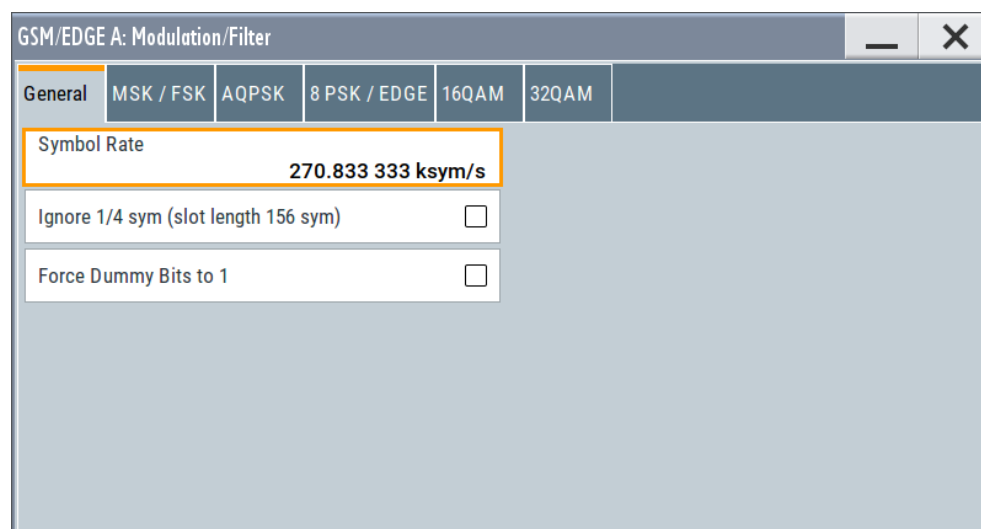 GSM/EDGE A: Modulation/Filter
General MSK / FSK AQPSK 8 PSK / EDGE 16QAM 32QAM
Symbol Rate
270.833 333 ksym/s
Ignore 1/4 sym (slot length 156 sym)
Force Dummy Bits to 1